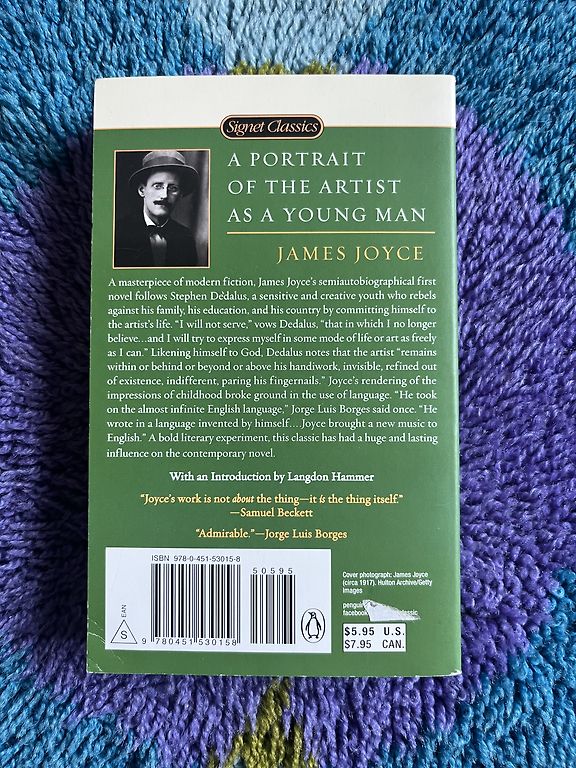 Signet Classics
A PORTRAIT
OF THE ARTIST
AS A YOUNG MAN
JAMES JOYCE
A masterpiece of modern fiction, James Joyce's semiautobiographical first
novel follows Stephen Dedalus, a sensitive and creative youth who rebels
against his family, his education, and his country by committing himself to
the artist's life. "I will not serve," vows Dedalus, "that in which I no longer
believe...and I will try to express myself in some mode of life or art as freely
as I can." Likening himself to God, Dedalus notes that the artist "remains
within or behind or beyond or above his handiwork, invisible, refined out
of existence, indifferent, paring his fingernails." Joyce's rendering of the
impressions of childhood broke ground in the use of language. "He took
on the almost infinite English language," Jorge Luis Borges said once. "He
wrote in a language invented by himself....Joyce brought a new music to
English." A bold literary experiment, this classic has had a huge and lasting
influence on the contemporary novel.
With an Introduction by Langdon Hammer
"Joyce's work is not about the thing—it is the thing itself."
—Samuel Beckett
"Admirable."—Jorge Luis Borges
ISBN 978-0-451-53015-8
50595
EAN
S
9 780451 530158
Cover photograph: James Joyce
(circa 1917). Hulton Archive/Getty
Images
$5.95 U.S.
$7.95 CAN.